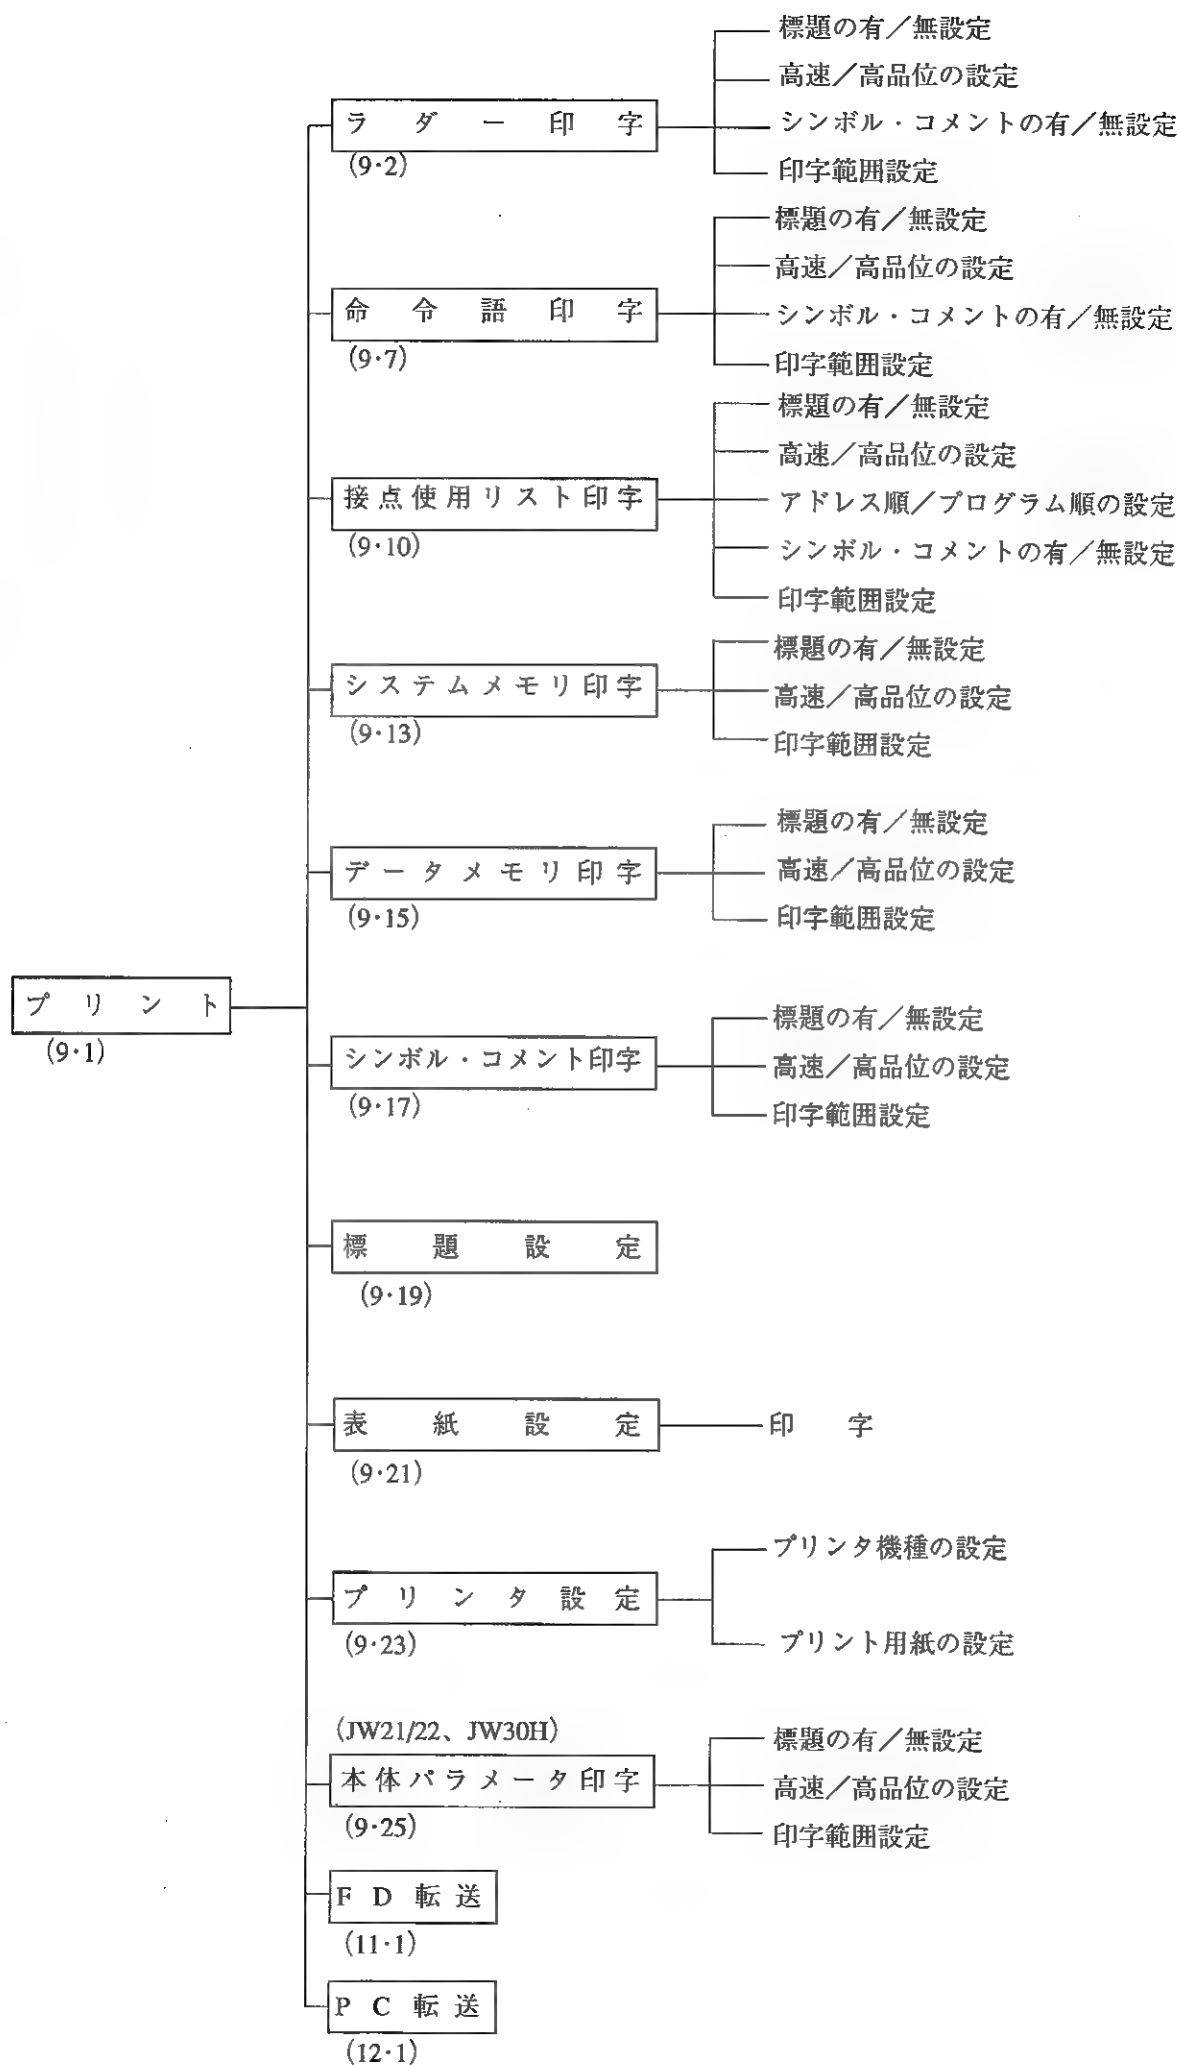 プリント
(9・1)
ラダー印字
(9・2)
標題の有／無設定
高速／高品位の設定
シンボル・コメントの有／無設定
印字範囲設定
命令語印字
(9・7)
標題の有／無設定
高速／高品位の設定
シンボル・コメントの有／無設定
印字範囲設定
接点使用リスト印字
(9・10)
標題の有／無設定
高速／高品位の設定
アドレス順／プログラム順の設定
シンボル・コメントの有／無設定
印字範囲設定
システムメモリ印字
(9・13)
標題の有／無設定
高速／高品位の設定
印字範囲設定
データメモリ印字
(9・15)
標題の有／無設定
高速／高品位の設定
印字範囲設定
シンボル・コメント印字
(9・17)
標題の有／無設定
高速／高品位の設定
印字範囲設定
標題設定
(9・19)
表紙設定
(9・21)
印字
プリンタ設定
(9・23)
プリンタ機種の設定
プリント用紙の設定
(JW21/22、JW30H)
本体パラメータ印字
(9・25)
標題の有／無設定
高速／高品位の設定
印字範囲設定
FD転送
(11・1)
PC転送
(12・1)